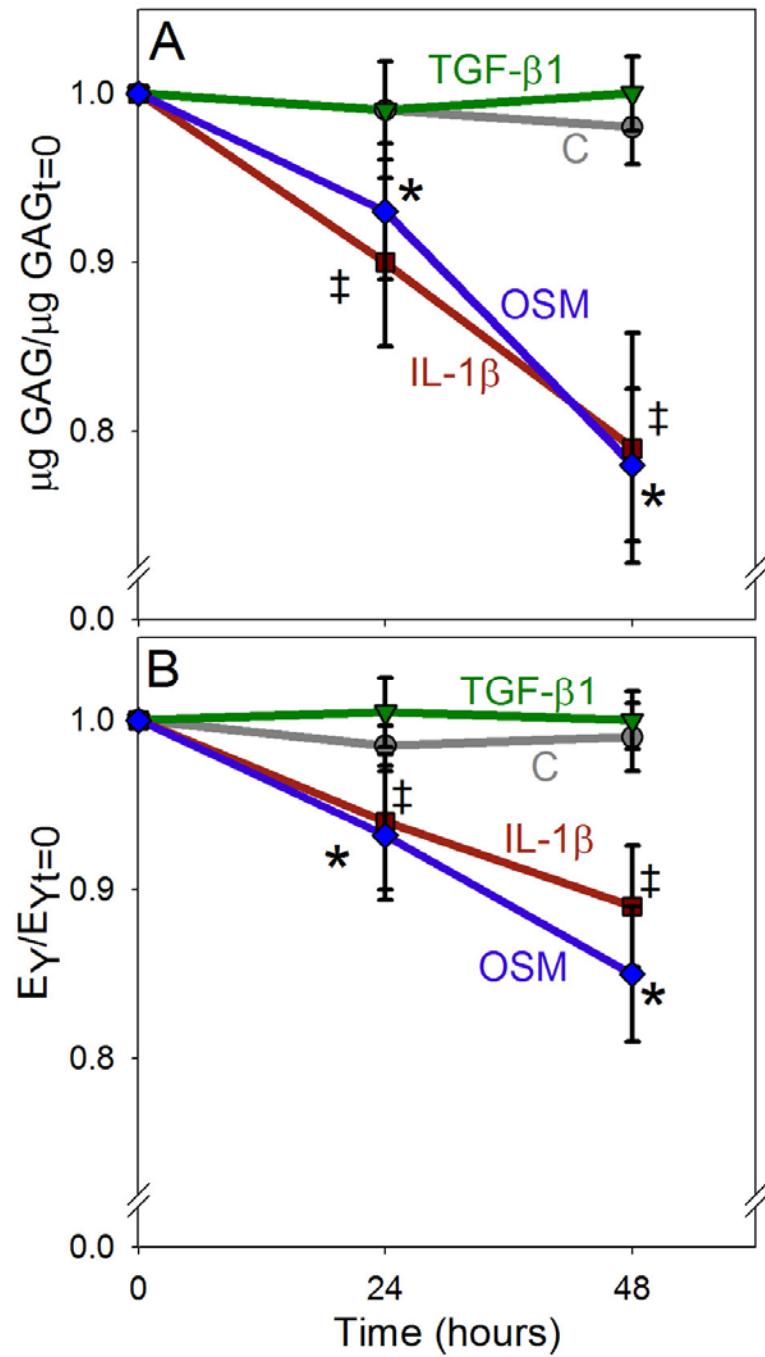 A
TGF-β1
C
*
‡
OSM
IL-1β
‡
*
1.0
0.9
0.8
0.0
μg GAG/μg GAGt=0
B
TGF-β1
C
‡
*
IL-1β
‡
OSM
*
1.0
0.9
0.8
0.0
EY/EYt=0
0 24 48
Time (hours)